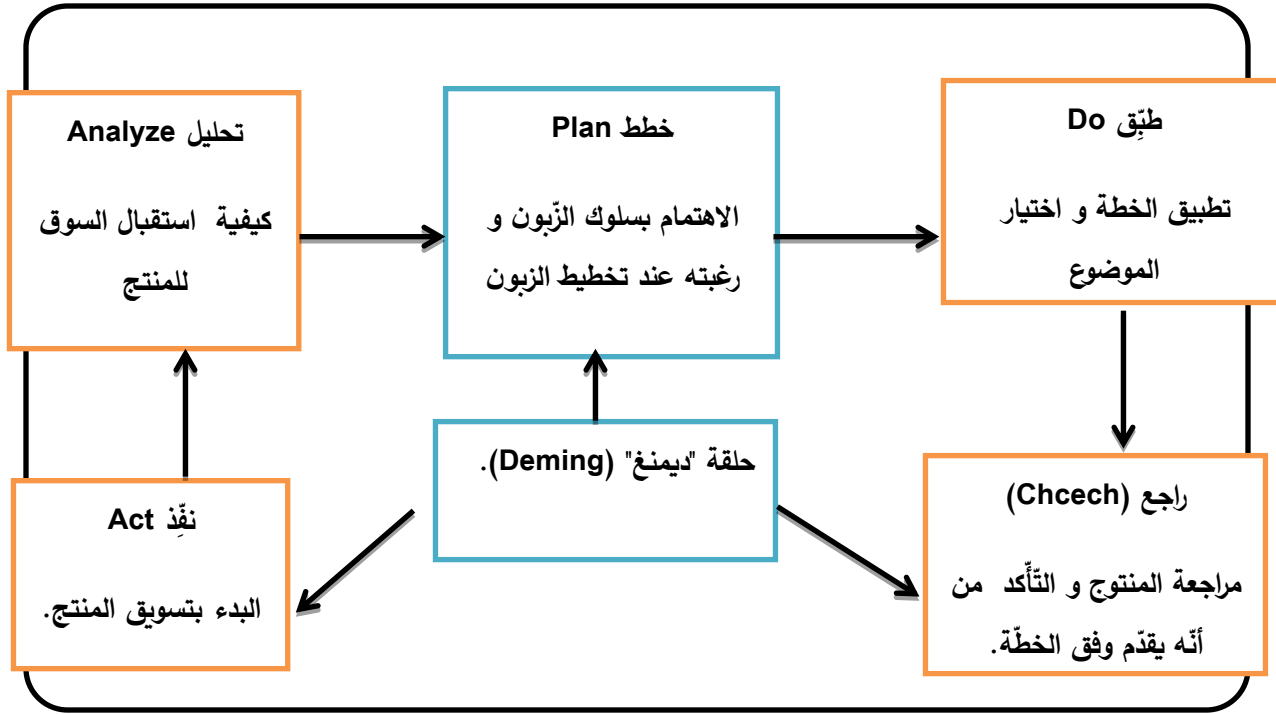 طبِّق Do
تطبيق الخطة و اختيار
الموضوع
خطط Plan
الاهتمام بسلوك الزّبون و
رغبته عند تخطيط الزبون
تحليل Analyze
كيفية استقبال السوق
للمنتج
حلقة "ديمنغ" (Deming).
راجع (Chcech)
مراجعة المنتوج و التّأّكد من
أنّه يقدّم وفق الخطّة.
نفِّذ Act
البدء بتسويق المنتج.